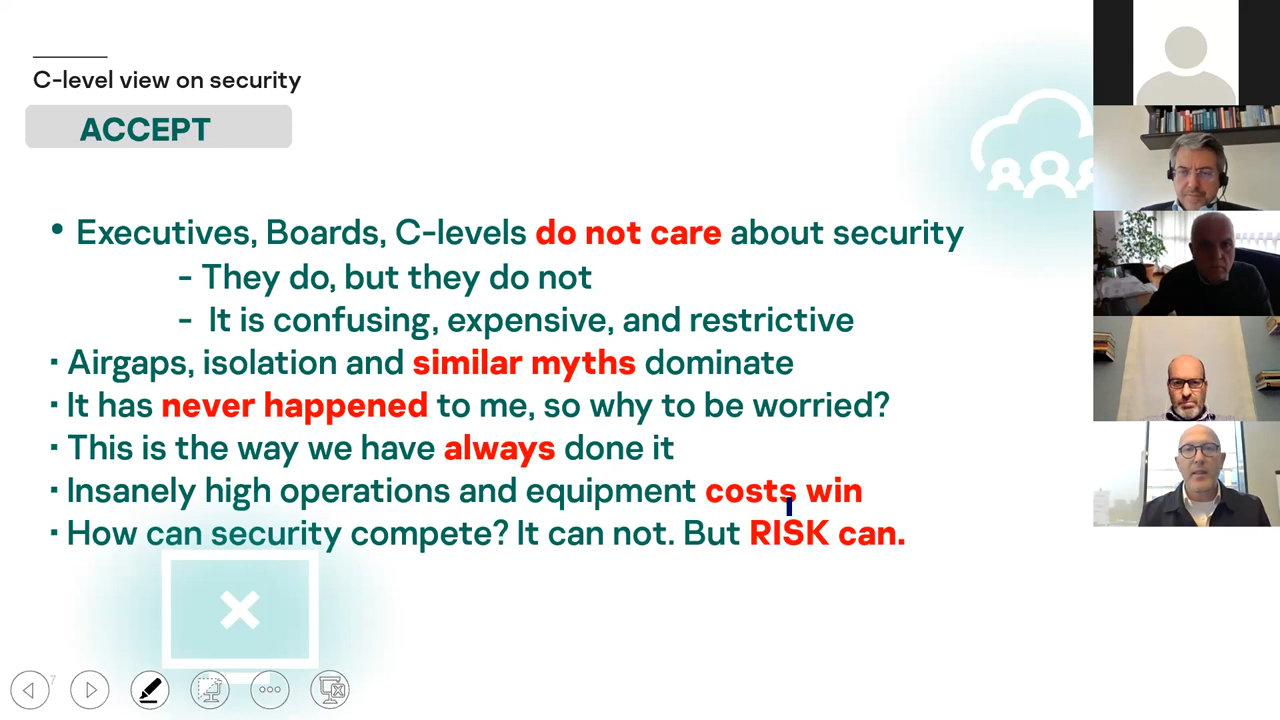 C-level view on security
ACCEPT
• Executives, Boards, C-levels do not care about security
- They do, but they do not
- It is confusing, expensive, and restrictive
▪ Airgaps, isolation and similar myths dominate
▪ It has never happened to me, so why to be worried?
▪ This is the way we have always done it
▪ Insanely high operations and equipment costs win
▪ How can security compete? It can not. But RISK can.
7